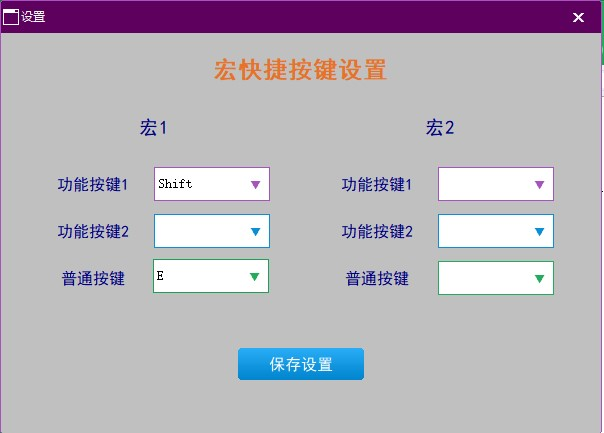 设置
宏快捷按键设置
宏1 宏2
功能按键1 Shift 功能按键1
功能按键2 功能按键2
普通按键 E 普通按键
保存设置